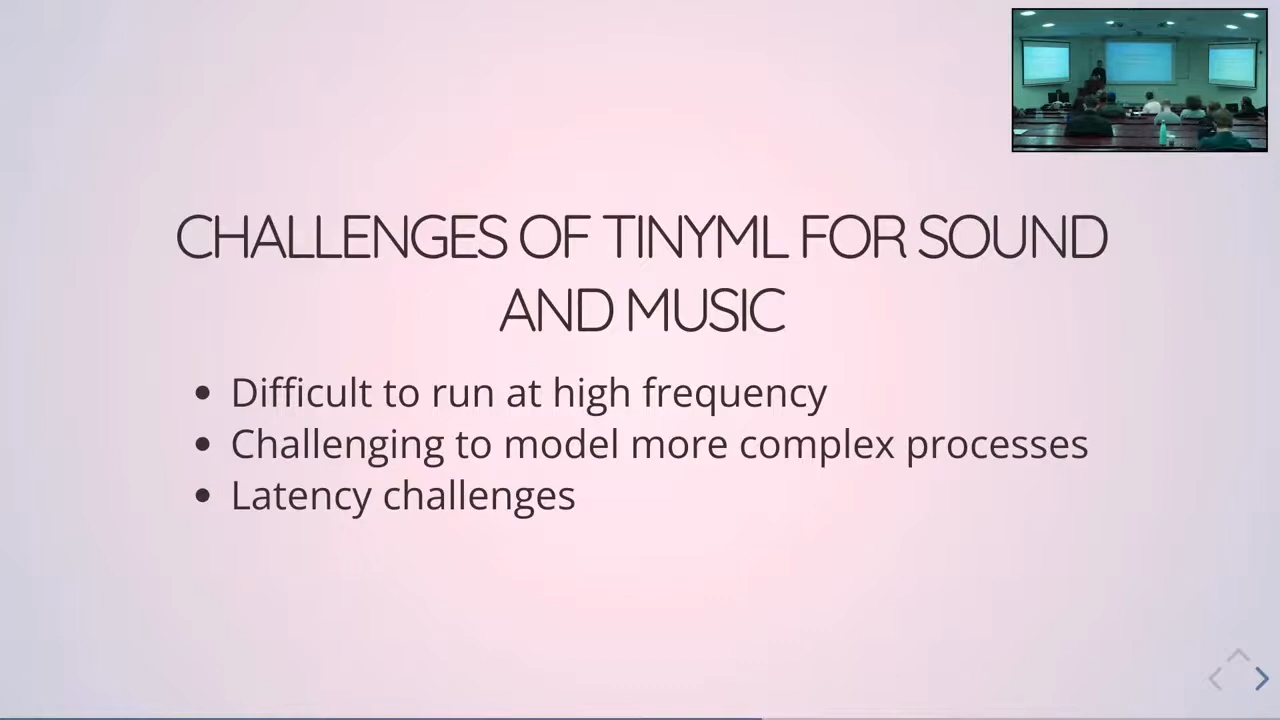 CHALLENGES OF TINYML FOR SOUND
AND MUSIC
• Difficult to run at high frequency
• Challenging to model more complex processes
• Latency challenges